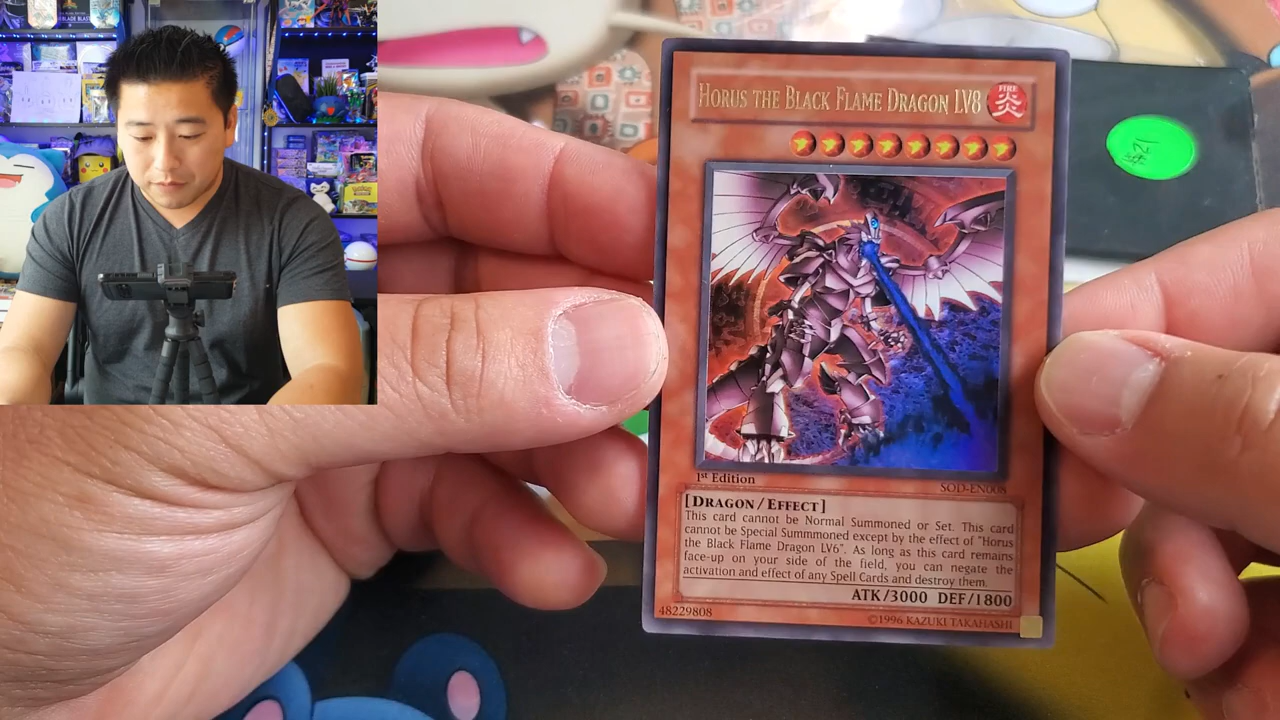 HORUS THE BLACK FLAME DRAGON LV8
FIRE
炎
1st Edition
SOD-EN008
[DRAGON/EFFECT]
This card cannot be Normal Summoned or Set. This card
cannot be Special Summmoned except by the effect of "Horus
the Black Flame Dragon LV6". As long as this card remains
face-up on your side of the field, you can negate the
activation and effect of any Spell Cards and destroy them.
ATK/3000 DEF/1800
48229808
©1996 KAZUKI TAKAHASHI